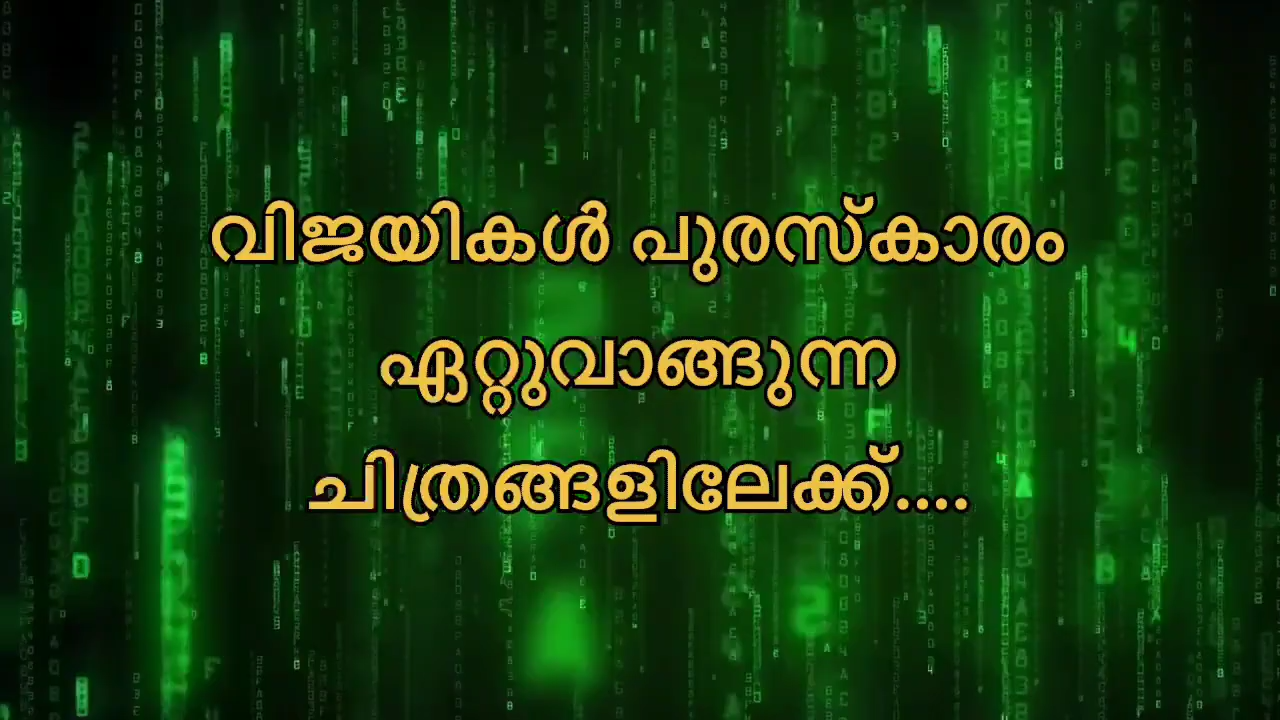 വിജയികൾ പുരസ്കാരം
ഏറ്റുവാങ്ങുന്ന
ചിത്രങ്ങളിലേക്ക്....